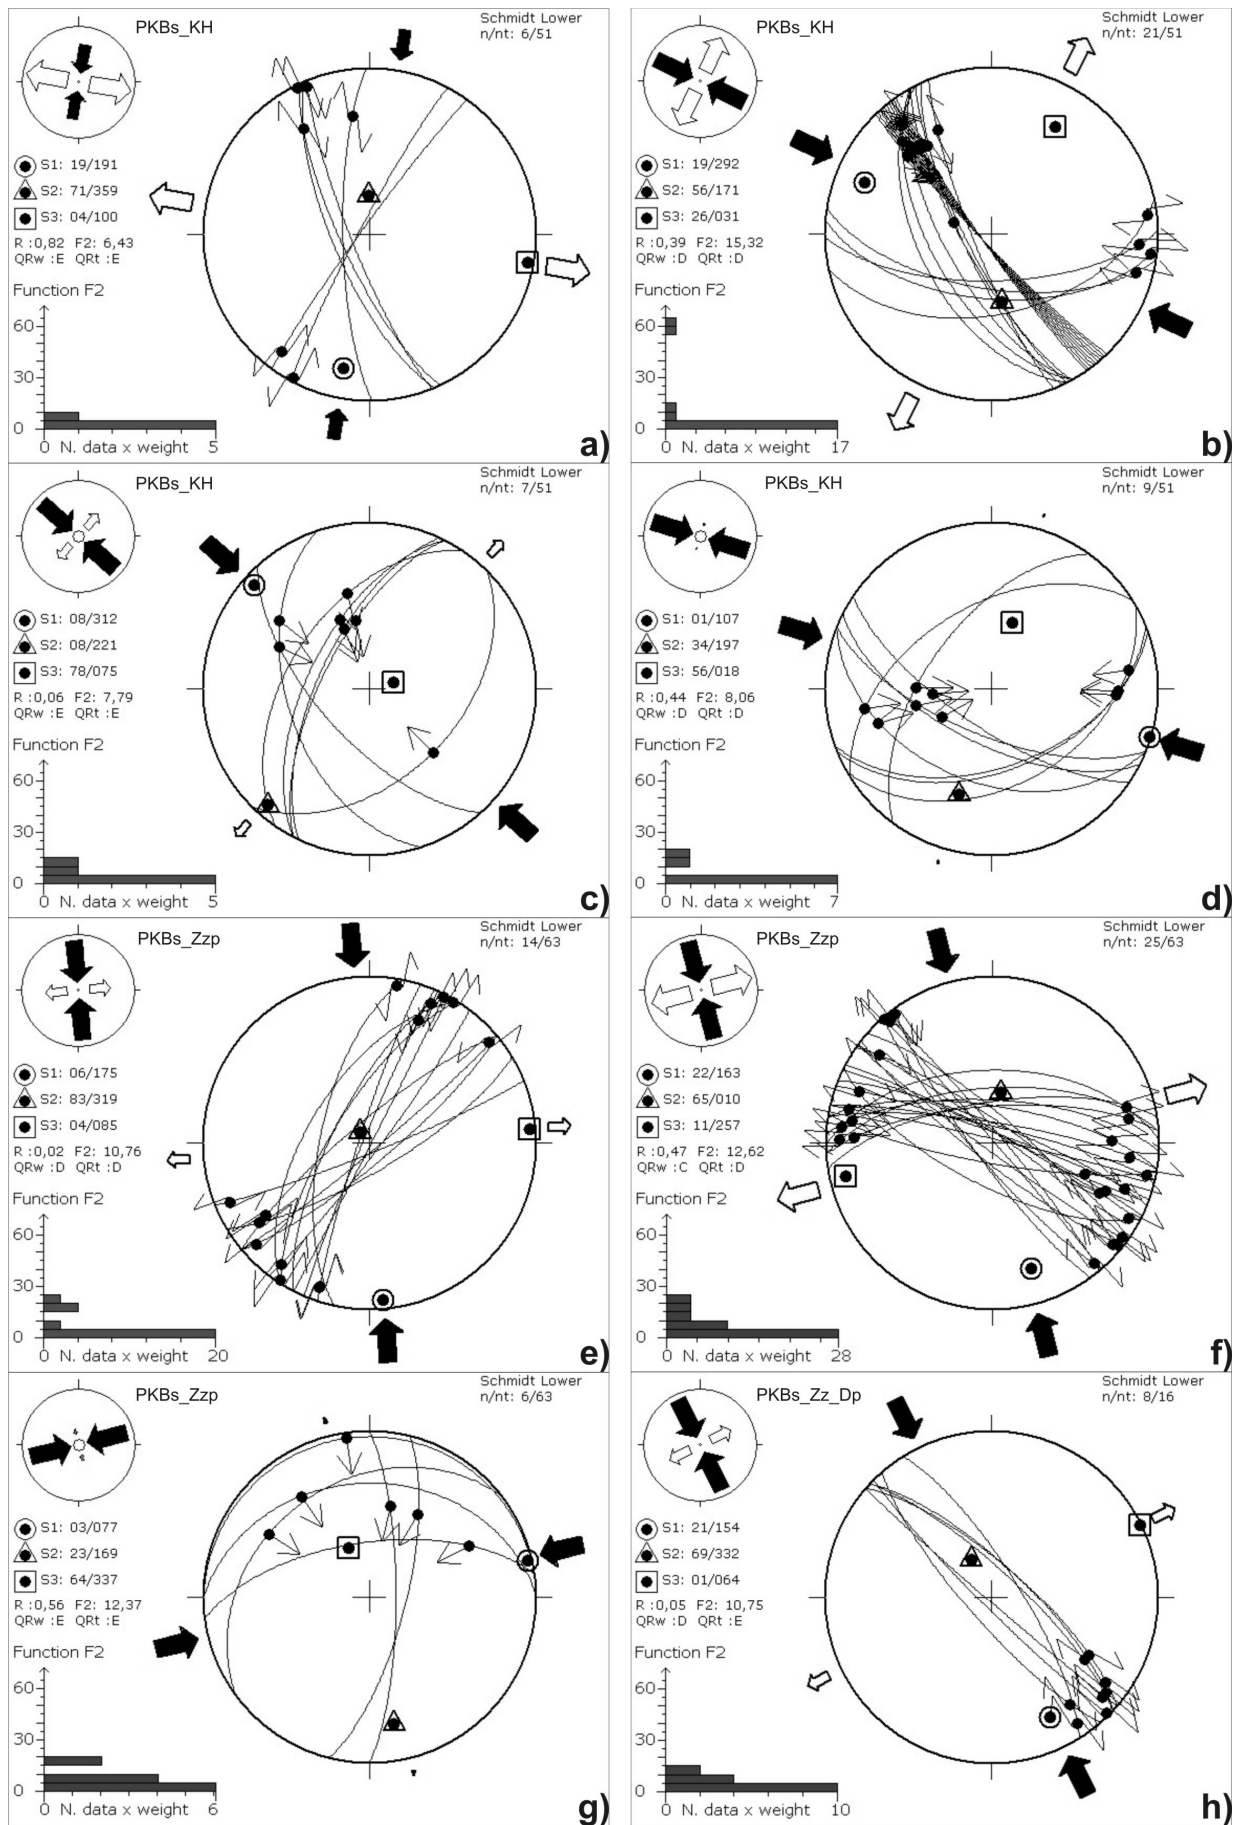 PKBs_KH
Schmidt Lower
n/nt: 6/51
S1: 19/191
S2: 71/359
S3: 04/100
R :0,82 F2: 6,43
QRw :E QRt :E
Function F2
60
30
0
0 N. data x weight 5
a)
PKBs_KH
Schmidt Lower
n/nt: 21/51
S1: 19/292
S2: 56/171
S3: 26/031
R :0,39 F2: 15,32
QRw :D QRt :D
Function F2
60
30
0
0 N. data x weight 17
b)
PKBs_KH
Schmidt Lower
n/nt: 7/51
S1: 08/312
S2: 08/221
S3: 78/075
R :0,06 F2: 7,79
QRw :E QRt :E
Function F2
60
30
0
0 N. data x weight 5
c)
PKBs_KH
Schmidt Lower
n/nt: 9/51
S1: 01/107
S2: 34/197
S3: 56/018
R :0,44 F2: 8,06
QRw :D QRt :D
Function F2
60
30
0
0 N. data x weight 7
d)
PKBs_Zzp
Schmidt Lower
n/nt: 14/63
S1: 06/175
S2: 83/319
S3: 04/085
R :0,02 F2: 10,76
QRw :D QRt :D
Function F2
60
30
0
0 N. data x weight 20
e)
PKBs_Zzp
Schmidt Lower
n/nt: 25/63
S1: 22/163
S2: 65/010
S3: 11/257
R :0,47 F2: 12,62
QRw :C QRt :D
Function F2
60
30
0
0 N. data x weight 28
f)
PKBs_Zzp
Schmidt Lower
n/nt: 6/63
S1: 03/077
S2: 23/169
S3: 64/337
R :0,56 F2: 12,37
QRw :E QRt :E
Function F2
60
30
0
0 N. data x weight 6
g)
PKBs_Zz_Dp
Schmidt Lower
n/nt: 8/16
S1: 21/154
S2: 69/332
S3: 01/064
R :0,05 F2: 10,75
QRw :D QRt :E
Function F2
60
30
0
0 N. data x weight 10
h)